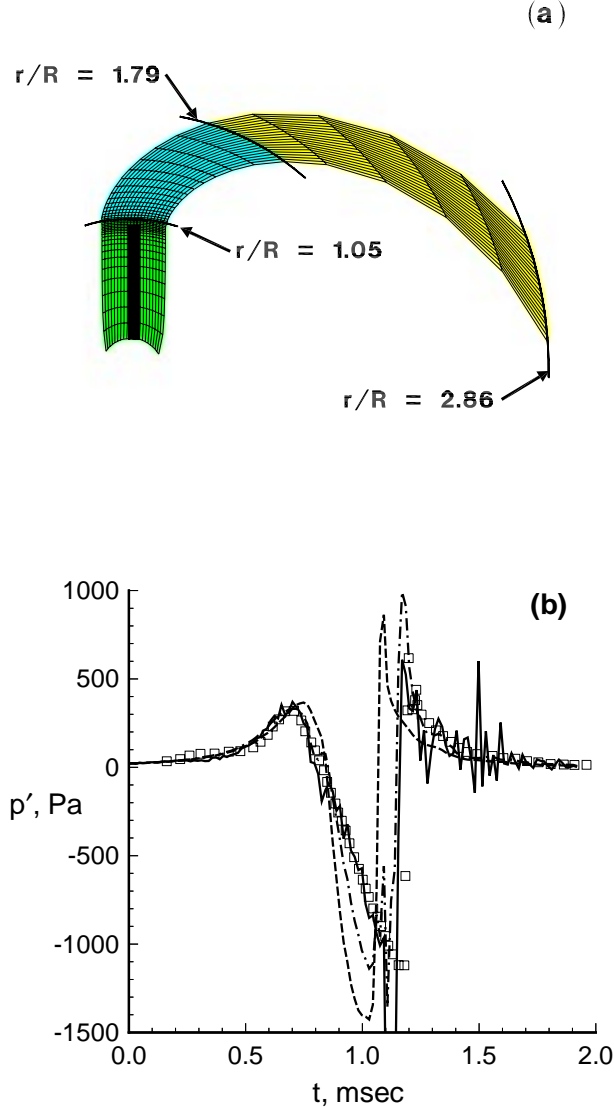 (a)
r/R = 1.79
r/R = 1.05
r/R = 2.86
(b)
1000
500
0
-500
-1000
-1500
p′, Pa
0.0 0.5 1.0 1.5 2.0
t, msec